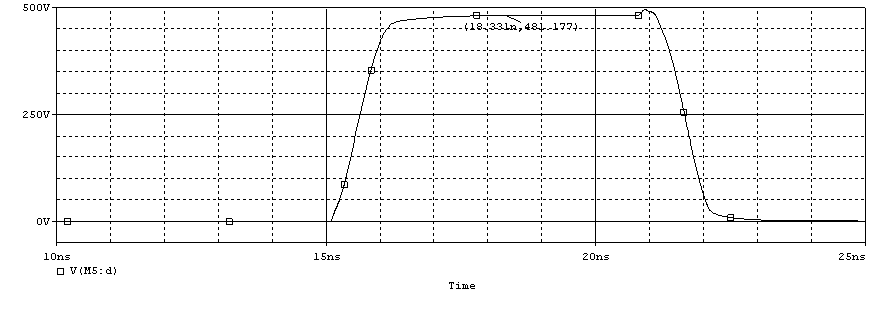 500V
(18.331n,481.177)
250V
0V
10ns 15ns 20ns 25ns
V(M5:d)
Time